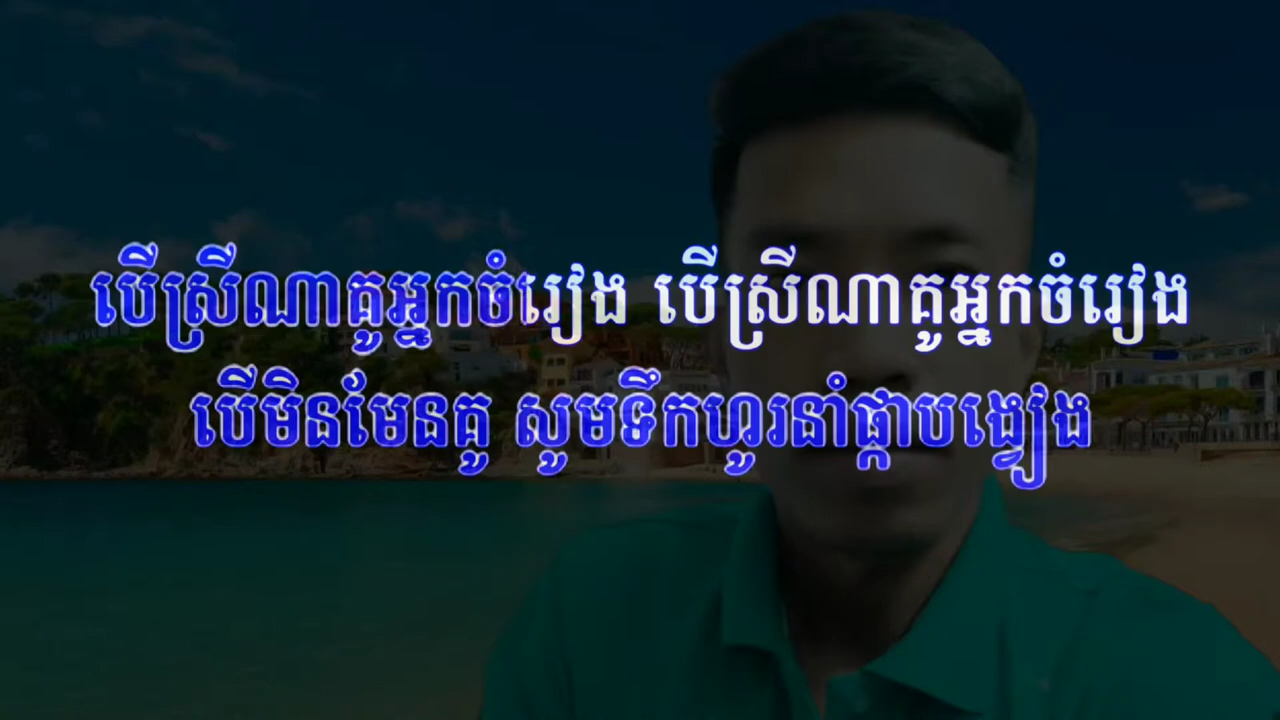 បើស្រីណាគូអ្នកចំរៀង បើស្រីណាគូអ្នកចំរៀង
បើមិនមែនគូ សូមទឹកហូរនាំផ្កាបង្វៀង